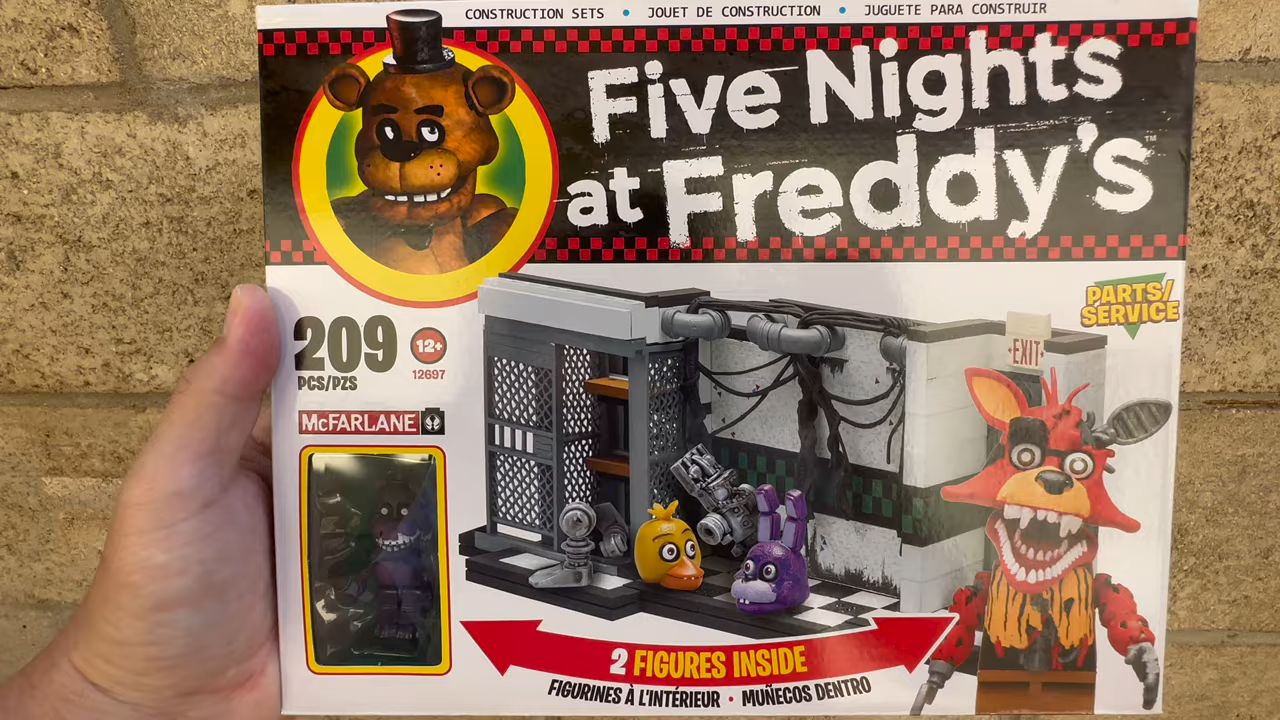 CONSTRUCTION SETS • JOUET DE CONSTRUCTION • JUGUETE PARA CONSTRUIR
Five Nights
at Freddy's™
PARTS/
SERVICE
209
PCS/PZS
12+
12697
McFARLANE
EXIT
2 FIGURES INSIDE
FIGURINES À L'INTÉRIEUR • MUÑECOS DENTRO